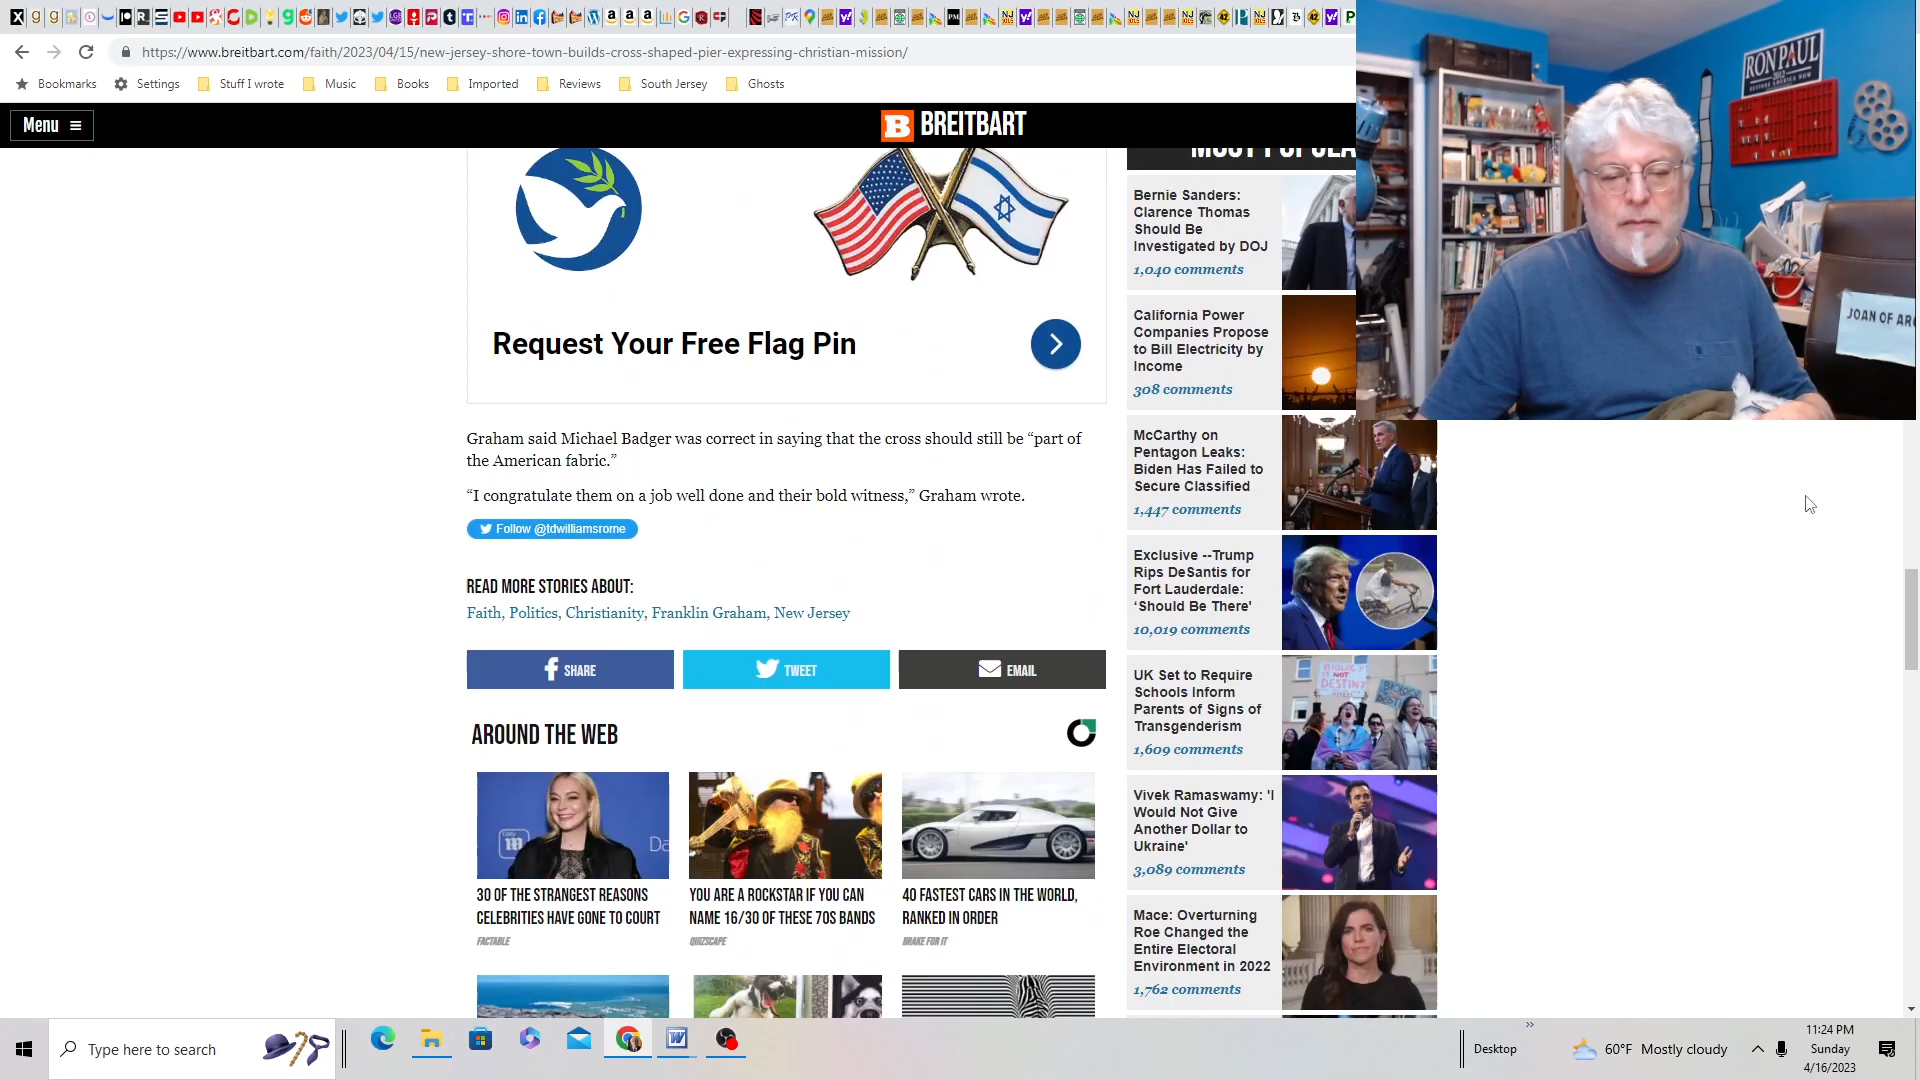 https://www.breitbart.com/faith/2023/04/15/new-jersey-shore-town-builds-cross-shaped-pier-expressing-christian-mission/
Bookmarks
Settings
Stuff I wrote
Music
Books
Imported
Reviews
South Jersey
Ghosts
Menu
B BREITBART
Request Your Free Flag Pin
Graham said Michael Badger was correct in saying that the cross should still be “part of
the American fabric.”
“I congratulate them on a job well done and their bold witness,” Graham wrote.
Follow @tdwilliamsrome
READ MORE STORIES ABOUT:
Faith, Politics, Christianity, Franklin Graham, New Jersey
SHARE
TWEET
EMAIL
AROUND THE WEB
30 OF THE STRANGEST REASONS
CELEBRITIES HAVE GONE TO COURT
FACTABLE
YOU ARE A ROCKSTAR IF YOU CAN
NAME 16/30 OF THESE 70S BANDS
QUIZSCAPE
40 FASTEST CARS IN THE WORLD,
RANKED IN ORDER
BRAKE FOR IT
MOST POPULA
Bernie Sanders:
Clarence Thomas
Should Be
Investigated by DOJ
1,040 comments
California Power
Companies Propose
to Bill Electricity by
Income
308 comments
McCarthy on
Pentagon Leaks:
Biden Has Failed to
Secure Classified
1,447 comments
Exclusive --Trump
Rips DeSantis for
Fort Lauderdale:
‘Should Be There'
10,019 comments
UK Set to Require
Schools Inform
Parents of Signs of
Transgenderism
1,609 comments
BIOLOGY
IS NOT
DESTINY
Vivek Ramaswamy: 'I
Would Not Give
Another Dollar to
Ukraine'
3,089 comments
Mace: Overturning
Roe Changed the
Entire Electoral
Environment in 2022
1,762 comments
RON PAUL
2012
JOAN OF AR
Type here to search
Desktop
60°F Mostly cloudy
11:24 PM
Sunday
4/16/2023